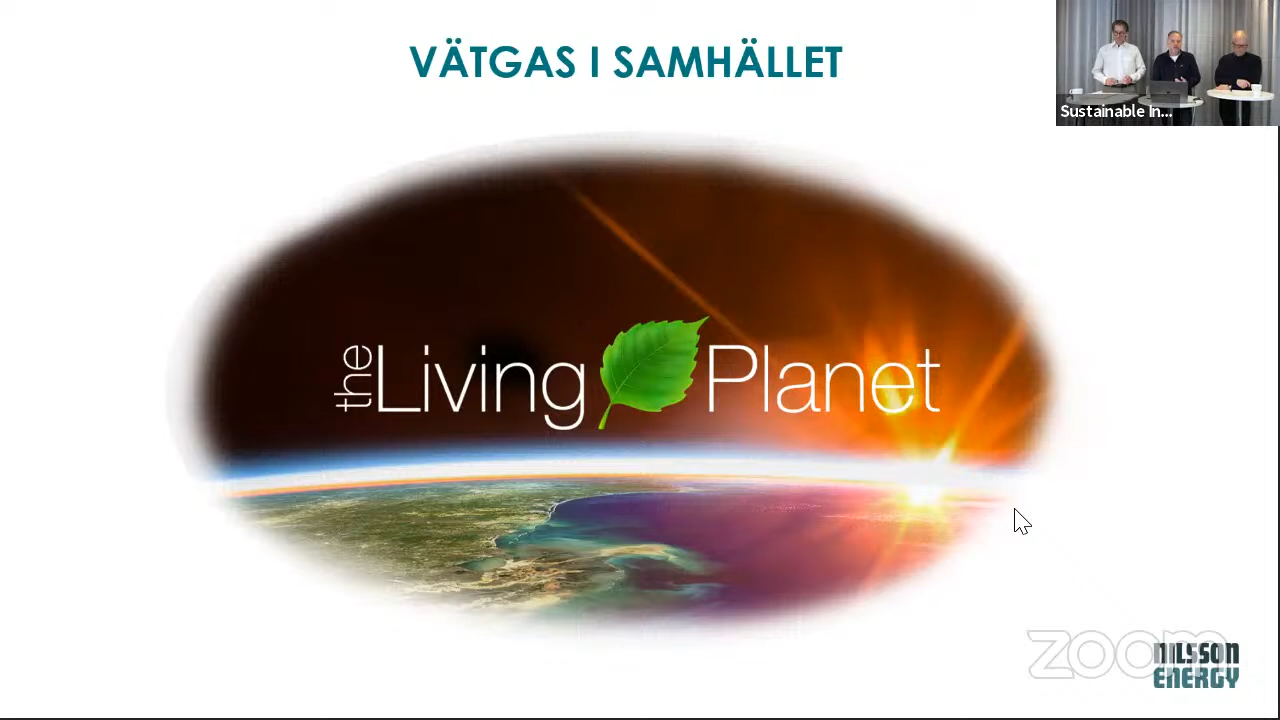 VÄTGAS I SAMHÄLLET
Sustainable In...
the Living Planet
zoom
NILSSON
ENERGY